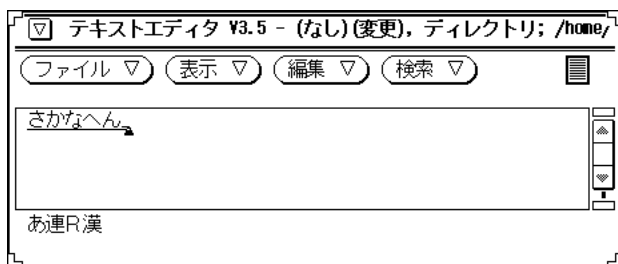 テキストエディタ V3.5 - (なし)(変更), ディレクトリ; /home/
ファイル 表示 編集 検索
さかなへん
あ連R漢